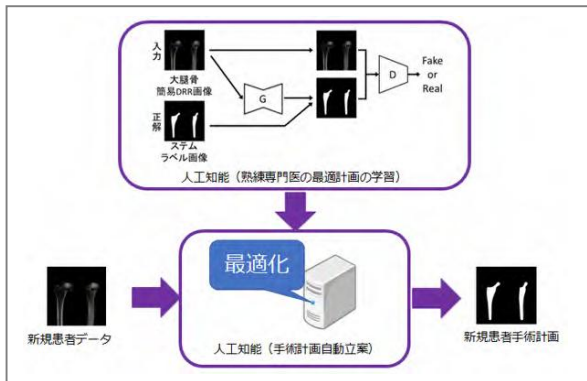 入力
大腿骨
簡易DRR画像
G
D
Fake
or
Real
正解
ステム
ラベル画像
人工知能（熟練専門医の最適計画の学習）
最適化
新規患者データ
人工知能（手術計画自動立案）
新規患者手術計画